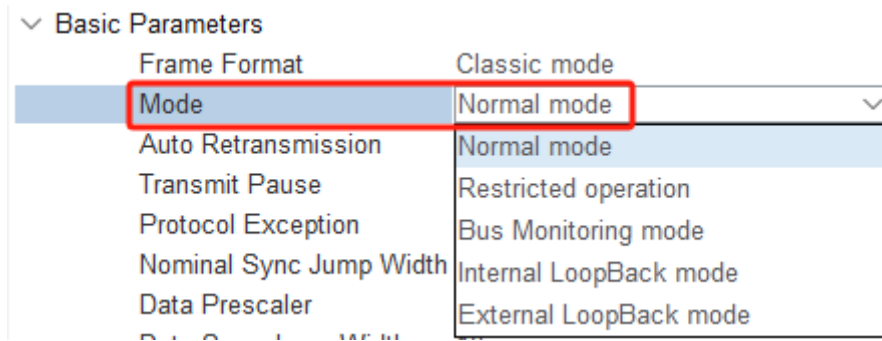 Basic Parameters
Frame Format Classic mode
Mode Normal mode
Auto Retransmission Normal mode
Transmit Pause Restricted operation
Protocol Exception Bus Monitoring mode
Nominal Sync Jump Width Internal LoopBack mode
Data Prescaler External LoopBack mode